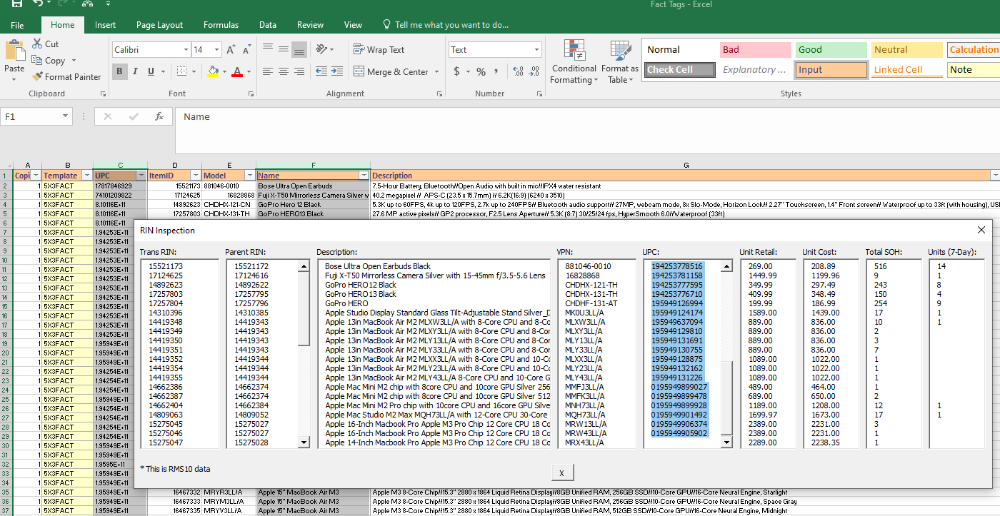 Fact Tags - Excel
File Home Insert Page Layout Formulas Data Review View Tell me what you want to do...
Paste
Cut
Copy
Format Painter
Clipboard
Calibri 14
B I U
Font
Wrap Text
Merge & Center
Alignment
Text
$ % ,
Number
Conditional Formatting
Format as Table
Normal Bad Good Neutral Calculation
Check Cell Explanatory ... Input Linked Cell Note
Styles
F1 fx Name
A B C D E F G
1 Copi Template UPC ItemID Model Name Description
2 1 5X3FACT 17817846929 15521173 881046-0010 Bose Ultra Open Earbuds 7.5-Hour Battery, Bluetooth//Open Audio with built in mic//IPX4 water resistant
3 1 5X3FACT 74101209822 17124625 16828868 Fuji X-T50 Mirrorless Camera Silver w 40.2 megapixel // APS-C (23.5 x 15.7mm) // 6.2K(16:9) (6240 x 3510)
4 1 5X3FACT 8.10116E+11 14892623 CHDHX-121-CN GoPro Hero 12 Black 5.3K up to 60FPS, 4k up to 120FPS, 2.7k up to 240FPS// Bluetooth audio support// 27MP, webcam mode, 8x Slo-Mo, Horizon Lock// 2.27" Touchscreen, 1.4" Front screen// Waterproof up to 33ft (with housing), US
5 1 5X3FACT 8.10116E+11 17257803 CHDHX-131-TH GoPro HERO13 Black 27.6 MP active pixels// GP2 processor, F2.5 Lens Aperture// 5.3K (8:7) 30/25/24 fps, HyperSmooth 6.0//Waterproof (33ft)
6 1 5X3FACT 8.10116E+11
7 1 5X3FACT 1.94253E+11
8 1 5X3FACT 1.94253E+11
9 1 5X3FACT 1.94253E+11
10 1 5X3FACT 1.94253E+11
11 1 5X3FACT 1.94253E+11
12 1 5X3FACT 1.94253E+11
13 1 5X3FACT 1.94253E+11
14 1 5X3FACT 1.94253E+11
15 1 5X3FACT 1.94253E+11
16 1 5X3FACT 1.94253E+11
17 1 5X3FACT 1.94253E+11
18 1 5X3FACT 1.94253E+11
19 1 5X3FACT 1.95949E+11
20 1 5X3FACT 1.94253E+11
21 1 5X3FACT 1.95949E+11
22 1 5X3FACT 1.94254E+11
23 1 5X3FACT 1.94254E+11
24 1 5X3FACT 1.94254E+11
25 1 5X3FACT 1.95949E+11
26 1 5X3FACT 1.94254E+11
27 1 5X3FACT 1.94254E+11
28 1 5X3FACT 1.94254E+11
29 1 5X3FACT 1.94254E+11
30 1 5X3FACT 1.95949E+11
31 1 5X3FACT 1.95949E+11
32 1 5X3FACT 1.9595E+11
33 1 5X3FACT 1.95949E+11
34 1 5X3FACT 1.95949E+11
RIN Inspection
Trans RIN: Parent RIN: Description: VPN: UPC: Unit Retail: Unit Cost: Total SOH: Units (7-Day):
15521173 15521172 Bose Ultra Open Earbuds Black 881046-0010 194253778516 269.00 208.89 516 14
17124625 17124616 Fuji X-T50 Mirrorless Camera Silver with 15-45mm f/3.5-5.6 Lens 16828868 194253781158 1449.99 1199.96 9 1
14892623 14892622 GoPro HERO12 Black CHDHX-121-TH 194253777595 349.99 297.49 243 8
17257803 17257795 GoPro HERO13 Black CHDHX-131-TH 194253776710 409.99 348.49 150 4
17257804 17257796 GoPro HERO CHDHF-131-AT 195949126994 199.99 186.99 254 9
14310396 14310385 Apple Studio Display Standard Glass Tilt-Adjustable Stand Silver_D MK0U3LL/A 195949124174 1589.00 1439.00 17 1
14419348 14419343 Apple 13in MacBook Air M2 MLXW3LL/A with 8-Core CPU and 8-Co MLXW3LL/A 195949637094 889.00 836.00 10 1
14419349 14419343 Apple 13in MacBook Air M2 MLXY3LL/A with 8-Core CPU and 8-Cor MLXY3LL/A 195949129810 889.00 836.00 2
14419350 14419343 Apple 13in MacBook Air M2 MLY13LL/A with 8-Core CPU and 8-Cor MLY13LL/A 195949131691 889.00 836.00 3
14419351 14419343 Apple 13in MacBook Air M2 MLY33LL/A with 8-Core CPU and 8-Cor MLY33LL/A 195949130755 889.00 836.00 7
14419352 14419344 Apple 13in MacBook Air M2 MLXX3LL/A with 8-Core CPU and 10-Co MLXX3LL/A 195949128875 1089.00 1022.00 1
14419354 14419344 Apple 13in MacBook Air M2 MLY23LL/A with 8-Core CPU and 10-Co MLY23LL/A 195949132162 1089.00 1022.00 1
14419355 14419344 Apple 13in MacBook Air M2 MLY43LL/A 8-Core CPU and 10-Core G MLY43LL/A 195949131226 1089.00 1022.00 1
14662386 14662374 Apple Mac Mini M2 chip with 8core CPU and 10core GPU Silver 256 MMFJ3LL/A 0195949899027 489.00 464.00 1
14662387 14662374 Apple Mac Mini M2 chip with 8core CPU and 10core GPU Silver 512 MMFK3LL/A 0195949899478 689.00 650.00 2
14662404 14662384 Apple Mac Mini M2 Pro chip with 10core CPU and 16core GPU Silve MNH73LL/A 0195949899928 1189.00 1208.00 12 1
14809063 14809052 Apple Mac Studio M2 Max MQH73LL/A with 12-Core CPU 30-Core MQH73LL/A 0195949901492 1699.97 1673.00 17 1
15275045 15275027 Apple 16-Inch Macbook Pro Apple M3 Pro Chip 12 Core CPU 18 Co MRW13LL/A 0195949906374 2389.00 2231.00 3
15275046 15275027 Apple 16-Inch Macbook Pro Apple M3 Pro Chip 12 Core CPU 18 Co MRW43LL/A 0195949905902 2389.00 2231.00 1
15275047 15275028 Apple 14-Inch Macbook Pro Apple M3 Pro Chip 12 Core CPU 18 Co MRX43LL/A 2289.00 2238.35 1
* This is RMS10 data
X
35 1 5X3FACT 1.95949E+11 16467332 MRYR3LL/A Apple 15" MacBook Air M3 Apple M3 8-Core Chip//15.3" 2880 x 1864 Liquid Retina Display//8GB Unified RAM, 256GB SSD//10-Core GPU//16-Core Neural Engine, Starlight
36 1 5X3FACT 1.95949E+11 16467333 MRYM3LL/A Apple 15" MacBook Air M3 Apple M3 8-Core Chip//15.3" 2880 x 1864 Liquid Retina Display//8GB Unified RAM, 256GB SSD//10-Core GPU//16-Core Neural Engine, Space Gray
37 1 5X3FACT 1.95949E+11 16467335 MRYV3LL/A Apple 15" MacBook Air M3 Apple M3 8-Core Chip//15.3" 2880 x 1864 Liquid Retina Display//8GB Unified RAM, 512GB SSD//10-Core GPU//16-Core Neural Engine, Midnight